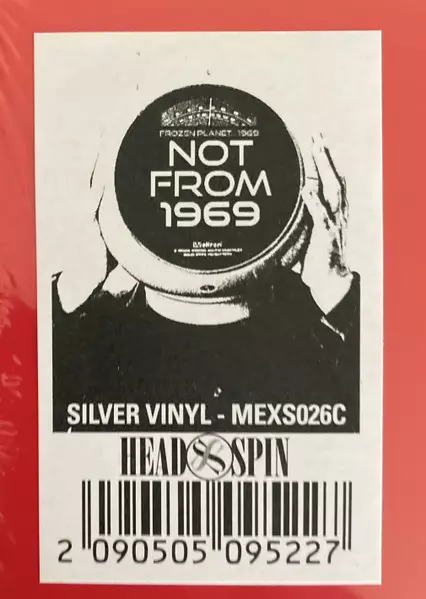 FROZEN PLANET....1969
NOT
FROM
1969
SILVER VINYL - MEXS026C
HEAD SPIN
2 090505 095227